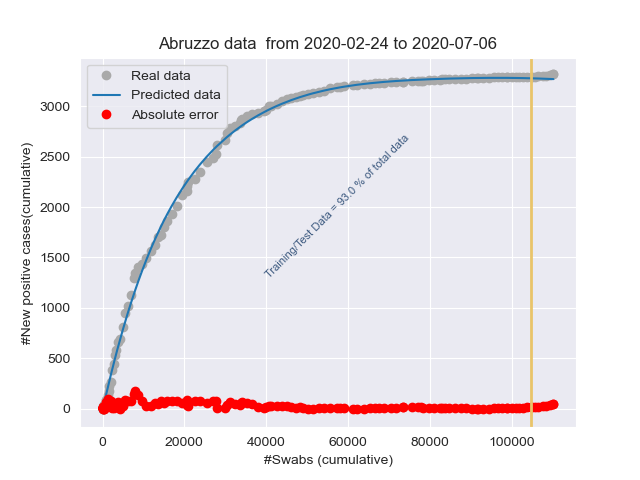 Abruzzo data  from 2020-02-24 to 2020-07-06
Real data
Predicted data
Absolute error
Training/Test Data = 93.0 % of total data
#New positive cases(cumulative)
3000
2500
2000
1500
1000
500
0
0 20000 40000 60000 80000 100000
#Swabs (cumulative)